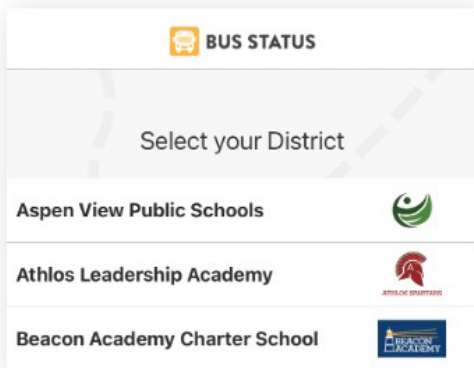 BUS STATUS
Select your District
Aspen View Public Schools
Athlos Leadership Academy
A
ATHLOS SPARTANS
Beacon Academy Charter School
BEACON
ACADEMY